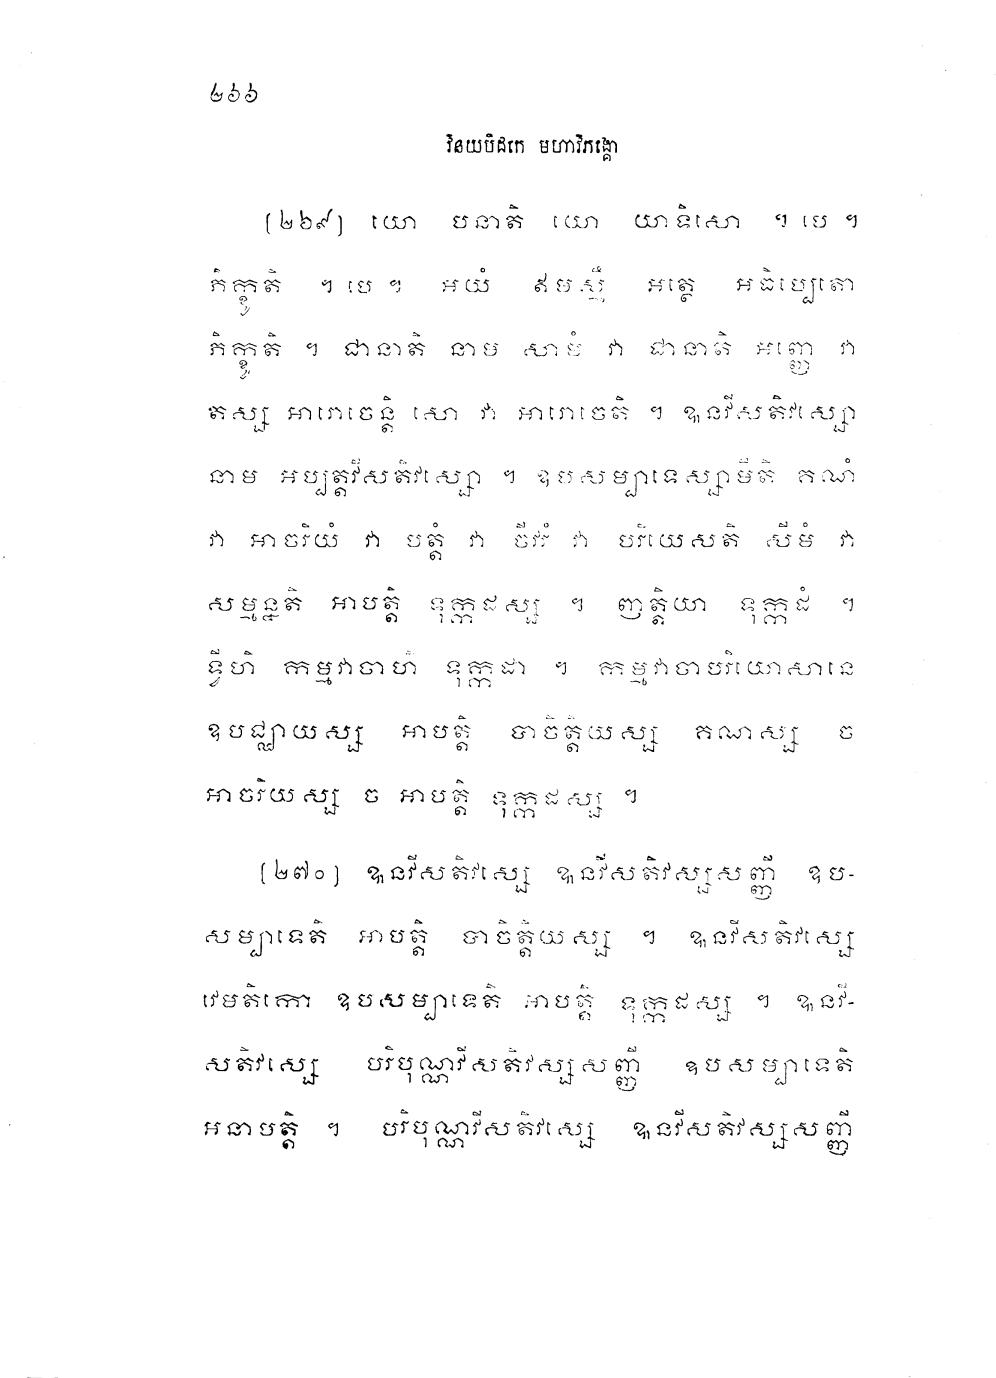 ២៦៦
វិនយបិដកេ មហាវិភង្គោ
(២៦៩) យោ បនាតិ យោ យាទិសោ ។ បេ ។
ភិក្ខូតិ ។ បេ ។ អយំ ឥមស្មឹ អត្ថេ អធិប្បេតោ
ភិក្ខូតិ ។ ជានាតិ នាម សាមំ វា ជានាតិ អញ្ញេ វា
តស្ស អារោចេន្តិ សោ វា អារោចេតិ ។ ឩនវីសតិវស្សោ
នាម អប្បត្តវីសតិវស្សោ ។ ឧបសម្បាទេស្សាមីតិ គណំ
វា អាចរិយំ វា បត្តំ វា ចីវរំ វា បរិយេសតិ សីមំ វា
សម្មន្នតិ អាបត្តិ ទុក្កដស្ស ។ ញត្តិយា ទុក្កដំ ។
ទ្វីហិ កម្មវាចាហិ ទុក្កដា ។ កម្មវាចាបរិយោសានេ
ឧបជ្ឈាយស្ស អាបត្តិ បាចិត្តិយស្ស គណស្ស ច
អាចរិយស្ស ច អាបត្តិ ទុក្កដស្ស ។
(២៧០) ឩនវីសតិវស្សេ ឩនវីសតិវស្សសញ្ញី ឧប-
សម្បាទេតិ អាបត្តិ បាចិត្តិយស្ស ។ ឩនវីសតិវស្សេ
វេមតិកោ ឧបសម្បាទេតិ អាបត្តិ ទុក្កដស្ស ។ ឩនវី-
សតិវស្សេ បរិបុណ្ណវីសតិវស្សសញ្ញី ឧបសម្បាទេតិ
អនាបត្តិ ។ បរិបុណ្ណវីសតិវស្សេ ឩនវីសតិវស្សសញ្ញី